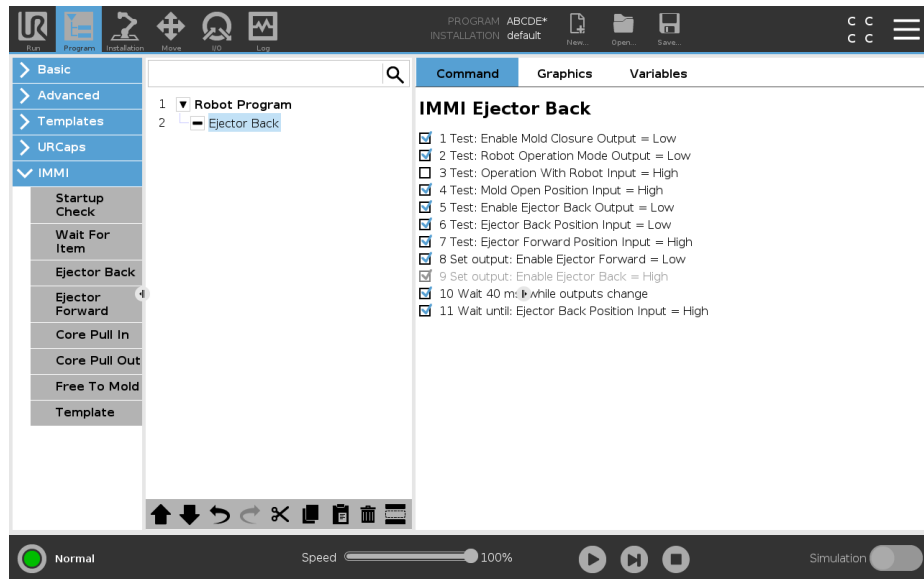 PROGRAM ABCDE*
INSTALLATION default
UR
Run
Program
Installation
Move
I/O
Log
New...
Open...
Save...
C C
C C
Basic
Advanced
Templates
URCaps
IMMI
Startup
Check
Wait For
Item
Ejector Back
Ejector
Forward
Core Pull In
Core Pull Out
Free To Mold
Template
1 Robot Program
2 Ejector Back
Command Graphics Variables
IMMI Ejector Back
1 Test: Enable Mold Closure Output = Low
2 Test: Robot Operation Mode Output = Low
3 Test: Operation With Robot Input = High
4 Test: Mold Open Position Input = High
5 Test: Enable Ejector Back Output = Low
6 Test: Ejector Back Position Input = Low
7 Test: Ejector Forward Position Input = High
8 Set output: Enable Ejector Forward = Low
9 Set output: Enable Ejector Back = High
10 Wait 40 ms while outputs change
11 Wait until: Ejector Back Position Input = High
Normal
Speed 100%
Simulation